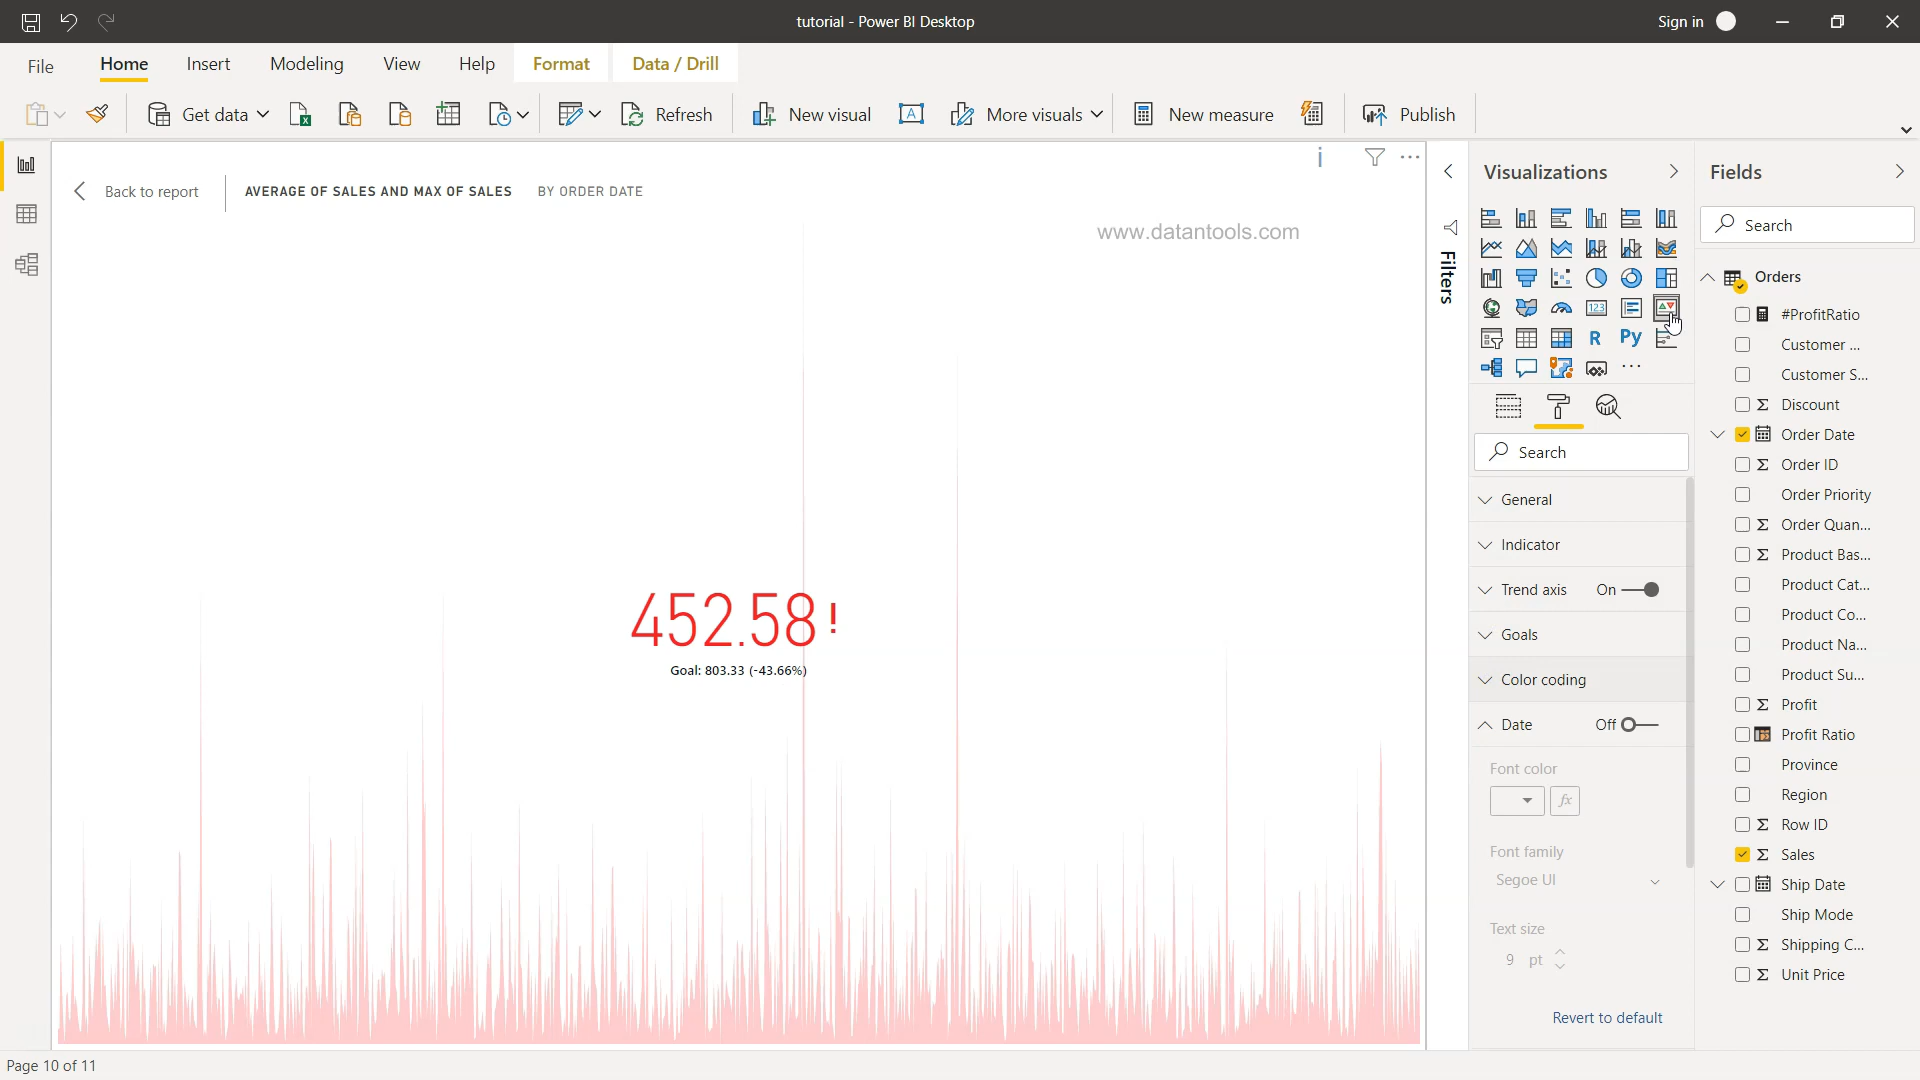 tutorial - Power BI Desktop
Sign in
File Home Insert Modeling View Help Format Data / Drill
Get data Refresh New visual A More visuals New measure Publish
Back to report AVERAGE OF SALES AND MAX OF SALES BY ORDER DATE
www.datantools.com
452.58!
Goal: 803.33 (-43.66%)
Filters
Visualizations
123
R Py
Search
General
Indicator
Trend axis On
Goals
Color coding
Date Off
Font color
fx
Font family
Segoe UI
Text size
9 pt
Revert to default
Fields
Search
Orders
#ProfitRatio
Customer ...
Customer S...
Discount
Order Date
Order ID
Order Priority
Order Quan...
Product Bas...
Product Cat...
Product Co...
Product Na...
Product Su...
Profit
Profit Ratio
Province
Region
Row ID
Sales
Ship Date
Ship Mode
Shipping C...
Unit Price
Page 10 of 11